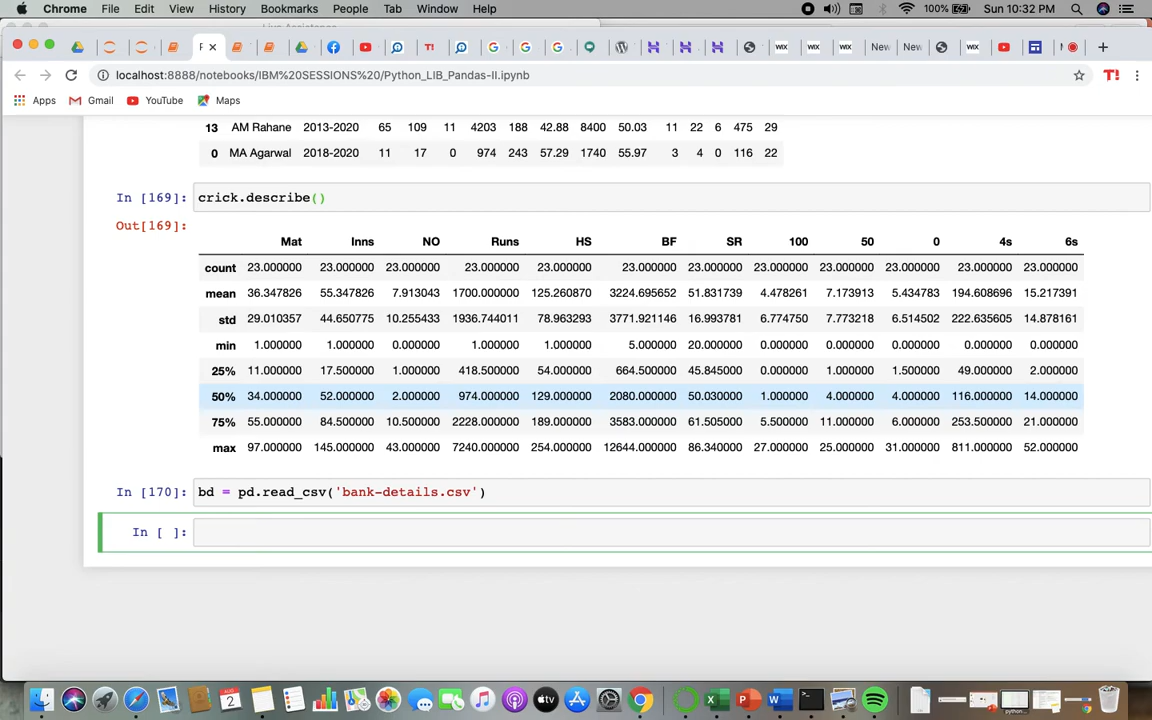 Chrome File Edit View History Bookmarks People Tab Window Help 100% Sun 10:32 PM
P New New
localhost:8888/notebooks/IBM%20SESSIONS%20/Python_LIB_Pandas-II.ipynb
Apps Gmail YouTube Maps
13 AM Rahane 2013-2020 65 109 11 4203 188 42.88 8400 50.03 11 22 6 475 29
0 MA Agarwal 2018-2020 11 17 0 974 243 57.29 1740 55.97 3 4 0 116 22
In [169]: crick.describe()
Out[169]:
Mat Inns NO Runs HS BF SR 100 50 0 4s 6s
count 23.000000 23.000000 23.000000 23.000000 23.000000 23.000000 23.000000 23.000000 23.000000 23.000000 23.000000 23.000000
mean 36.347826 55.347826 7.913043 1700.000000 125.260870 3224.695652 51.831739 4.478261 7.173913 5.434783 194.608696 15.217391
std 29.010357 44.650775 10.255433 1936.744011 78.963293 3771.921146 16.993781 6.774750 7.773218 6.514502 222.635605 14.878161
min 1.000000 1.000000 0.000000 1.000000 1.000000 5.000000 20.000000 0.000000 0.000000 0.000000 0.000000 0.000000
25% 11.000000 17.500000 1.000000 418.500000 54.000000 664.500000 45.845000 0.000000 1.000000 1.500000 49.000000 2.000000
50% 34.000000 52.000000 2.000000 974.000000 129.000000 2080.000000 50.030000 1.000000 4.000000 4.000000 116.000000 14.000000
75% 55.000000 84.500000 10.500000 2228.000000 189.000000 3583.000000 61.505000 5.500000 11.000000 6.000000 253.500000 21.000000
max 97.000000 145.000000 43.000000 7240.000000 254.000000 12644.000000 86.340000 27.000000 25.000000 31.000000 811.000000 52.000000
In [170]: bd = pd.read_csv('bank-details.csv')
In [ ]: